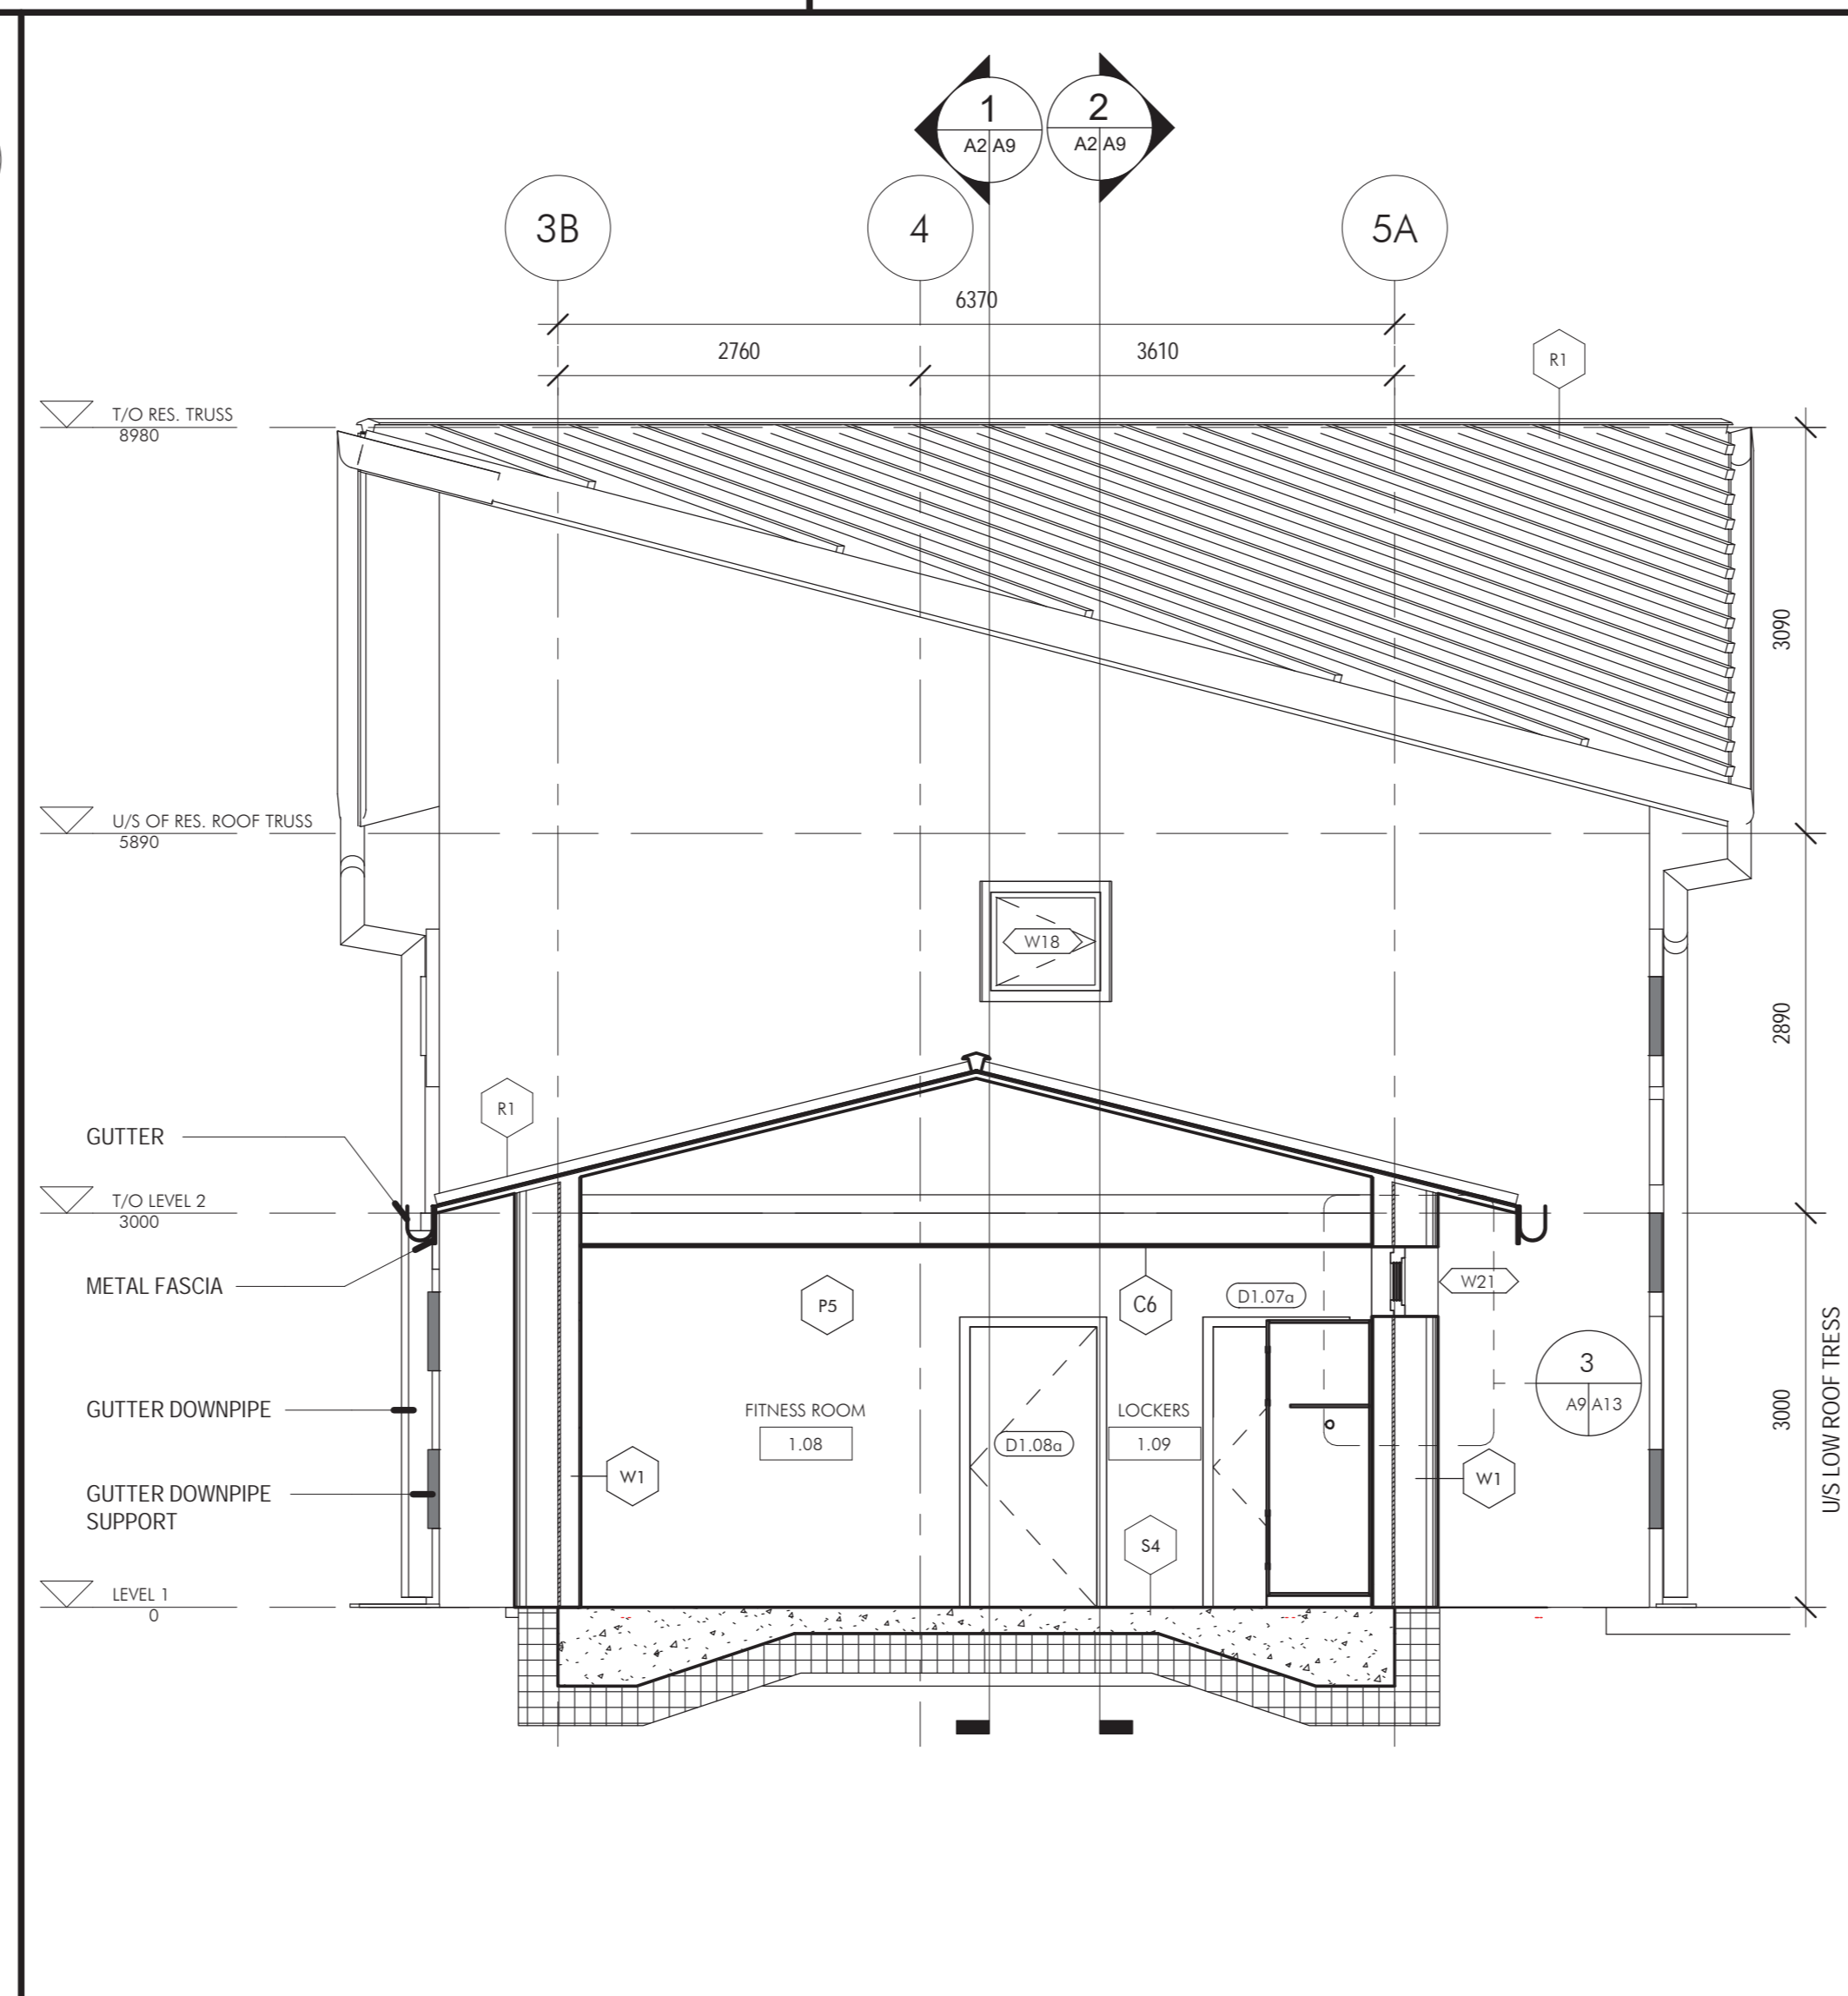 1
A2 A9
2
A2 A9
3B
4
5A
6370
2760
3610
R1
T/O RES. TRUSS
8980
3090
U/S OF RES. ROOF TRUSS
5890
W18
2890
R1
GUTTER
T/O LEVEL 2
3000
METAL FASCIA
P5
C6
D1.07a
W21
3
A9 A13
U/S LOW ROOF TRESS
3000
GUTTER DOWNPIPE
FITNESS ROOM
1.08
D1.08a
LOCKERS
1.09
W1
W1
GUTTER DOWNPIPE
SUPPORT
S4
LEVEL 1
0